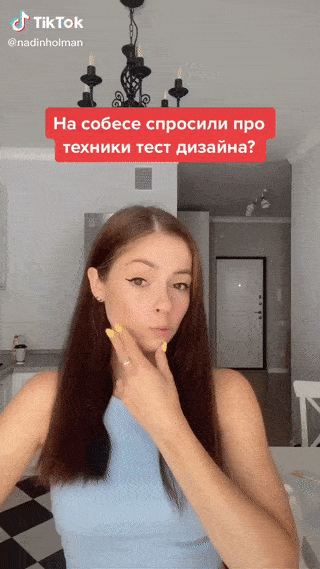 TikTok
@nadinholman
На собесе спросили про
техники тест дизайна?